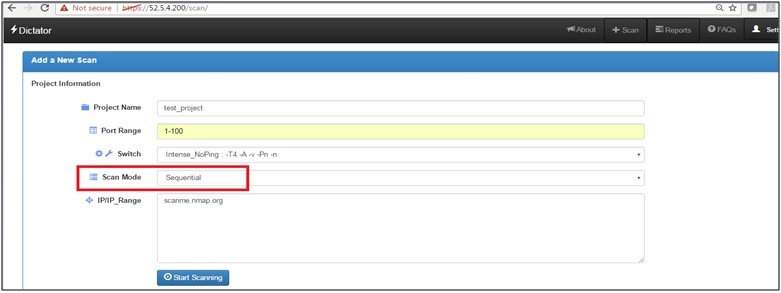 Not secure https://52.5.4.200/scan/
Dictator About Scan Reports FAQs
Add a New Scan
Project Information
Project Name test_project
Port Range 1-100
Switch Intense_NoPing : -T4 -A -v -Pn -n
Scan Mode Sequential
IP/IP_Range scanme.nmap.org
Start Scanning